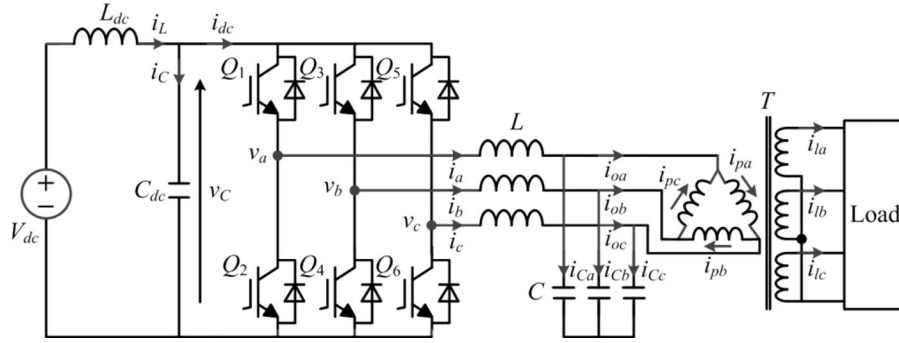 L_dc i_L i_dc
i_C Q_1 Q_3 Q_5
T
L
v_a i_a i_oa i_pa i_la
i_pc
C_dc v_C v_b i_b i_ob i_lb Load
V_dc v_c i_c i_oc i_pb i_lc
Q_2 Q_4 Q_6
C i_Ca i_Cb i_Cc